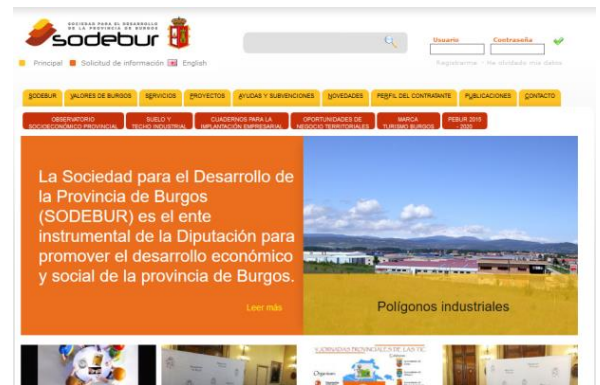 SOCIEDAD PARA EL DESARROLLO
DE LA PROVINCIA DE BURGOS
sodebur
Usuario Contraseña
Principal Solicitud de información English
Registrarme - He olvidado mis datos
SODEBUR VALORES DE BURGOS SERVICIOS PROYECTOS AYUDAS Y SUBVENCIONES NOVEDADES PERFIL DEL CONTRATANTE PUBLICACIONES CONTACTO
OBSERVATORIO SOCIOECONÓMICO PROVINCIAL
SUELO Y TECHO INDUSTRIAL
CUADERNOS PARA LA IMPLANTACIÓN EMPRESARIAL
OPORTUNIDADES DE NEGOCIO TERRITORIALES
MARCA TURISMO BURGOS
PEBUR 2015 - 2020
La Sociedad para el Desarrollo de
la Provincia de Burgos
(SODEBUR) es el ente
instrumental de la Diputación para
promover el desarrollo económico
y social de la provincia de Burgos.
Leer más
Polígonos industriales
JORNADAS PROVINCIALES DE LAS TIC
Organizan: